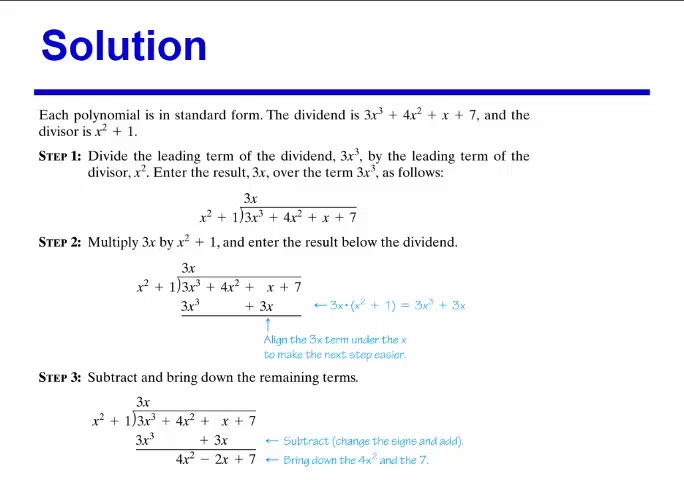 Solution
Each polynomial is in standard form. The dividend is 3x³ + 4x² + x + 7, and the
divisor is x² + 1.
STEP 1: Divide the leading term of the dividend, 3x³, by the leading term of the
divisor, x². Enter the result, 3x, over the term 3x³, as follows:
3x
x² + 1)3x³ + 4x² + x + 7
STEP 2: Multiply 3x by x² + 1, and enter the result below the dividend.
3x
x² + 1)3x³ + 4x² + x + 7
3x³ + 3x ← 3x·(x² + 1) = 3x³ + 3x
↑
Align the 3x term under the x
to make the next step easier.
STEP 3: Subtract and bring down the remaining terms.
3x
x² + 1)3x³ + 4x² + x + 7
3x³ + 3x ← Subtract (change the signs and add).
4x² − 2x + 7 ← Bring down the 4x² and the 7.